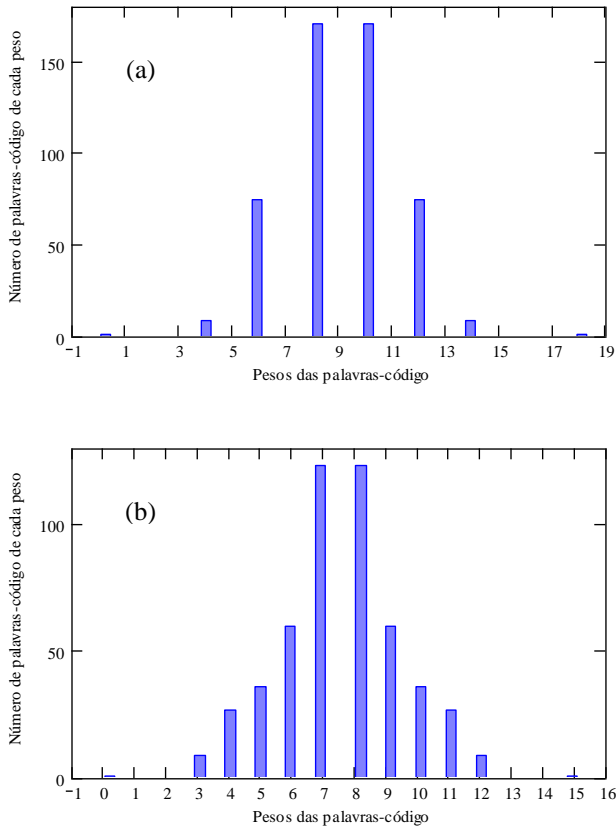 Número de palavras-código de cada peso
(a)
150
100
50
0
−1 1 3 5 7 9 11 13 15 17 19
Pesos das palavras-código
Número de palavras-código de cada peso
(b)
100
50
0
−1 0 1 2 3 4 5 6 7 8 9 10 11 12 13 14 15 16
Pesos das palavras-código